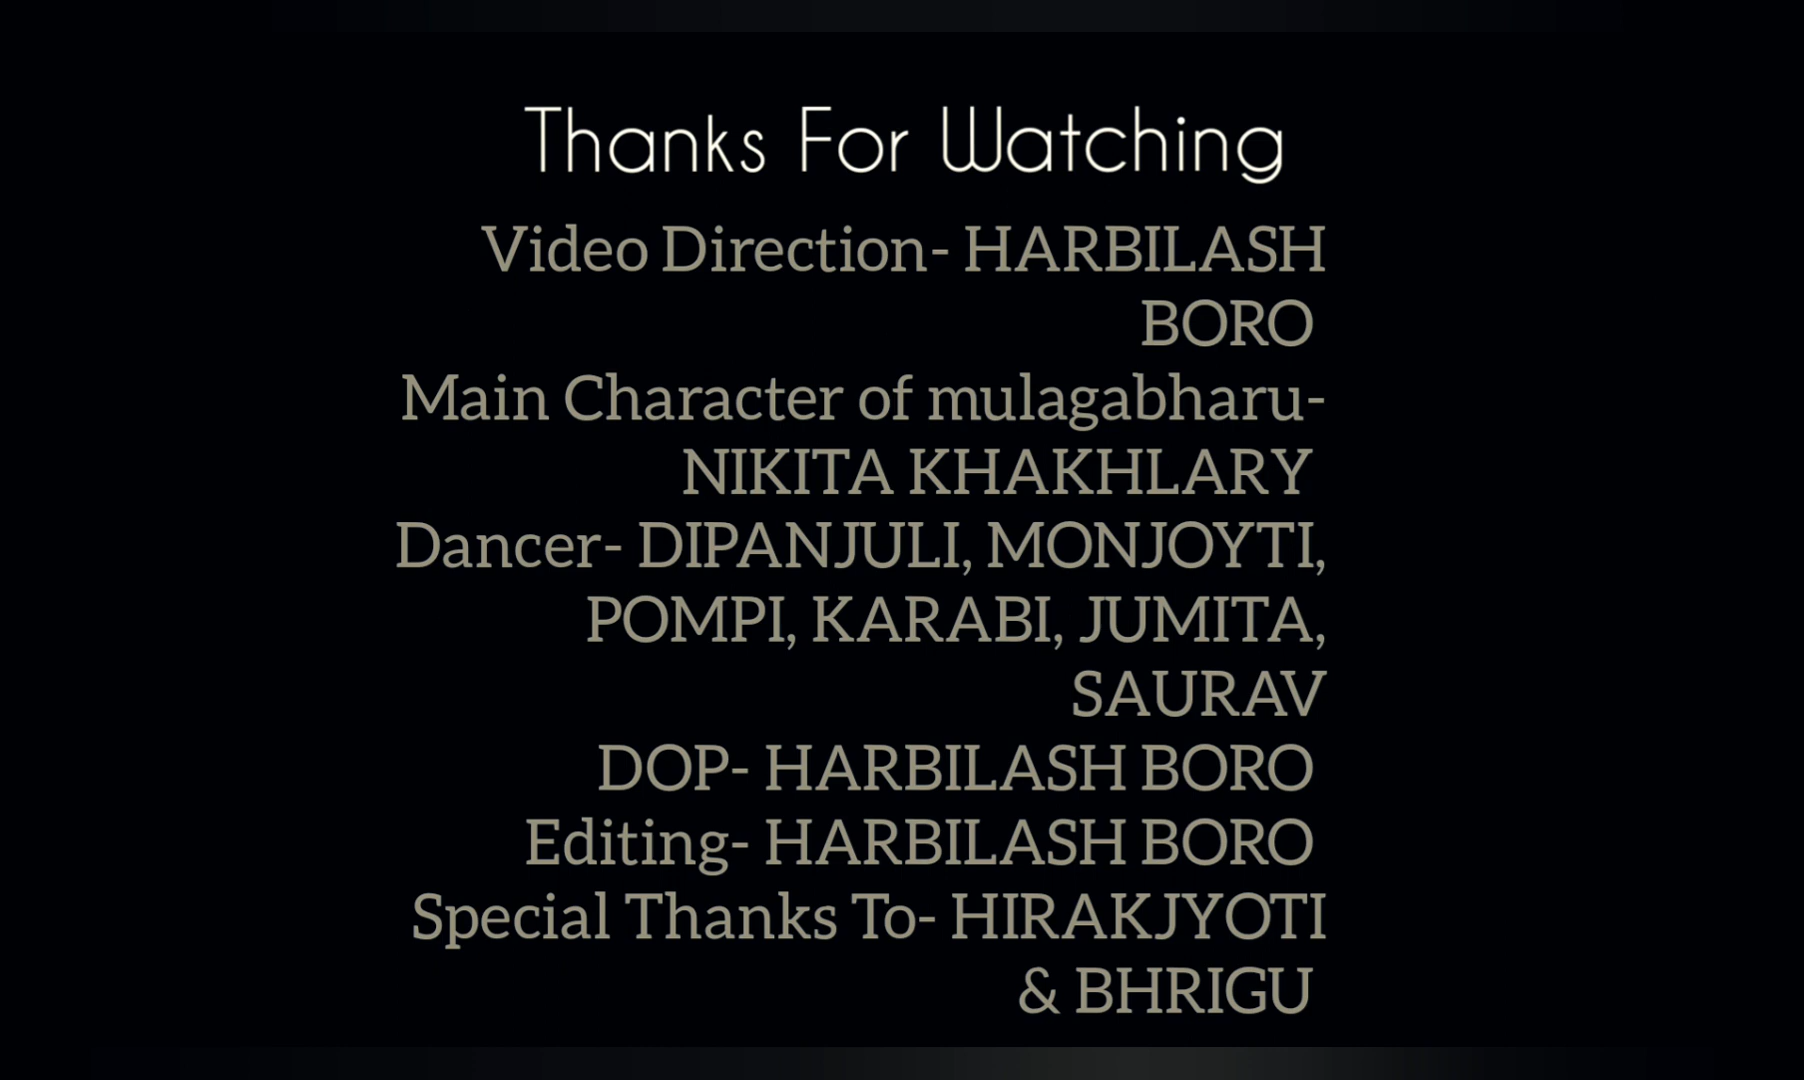 Thanks For Watching
Video Direction- HARBILASH
BORO
Main Character of mulagabharu-
NIKITA KHAKHLARY
Dancer- DIPANJULI, MONJOYTI,
POMPI, KARABI, JUMITA,
SAURAV
DOP- HARBILASH BORO
Editing- HARBILASH BORO
Special Thanks To- HIRAKJYOTI
& BHRIGU